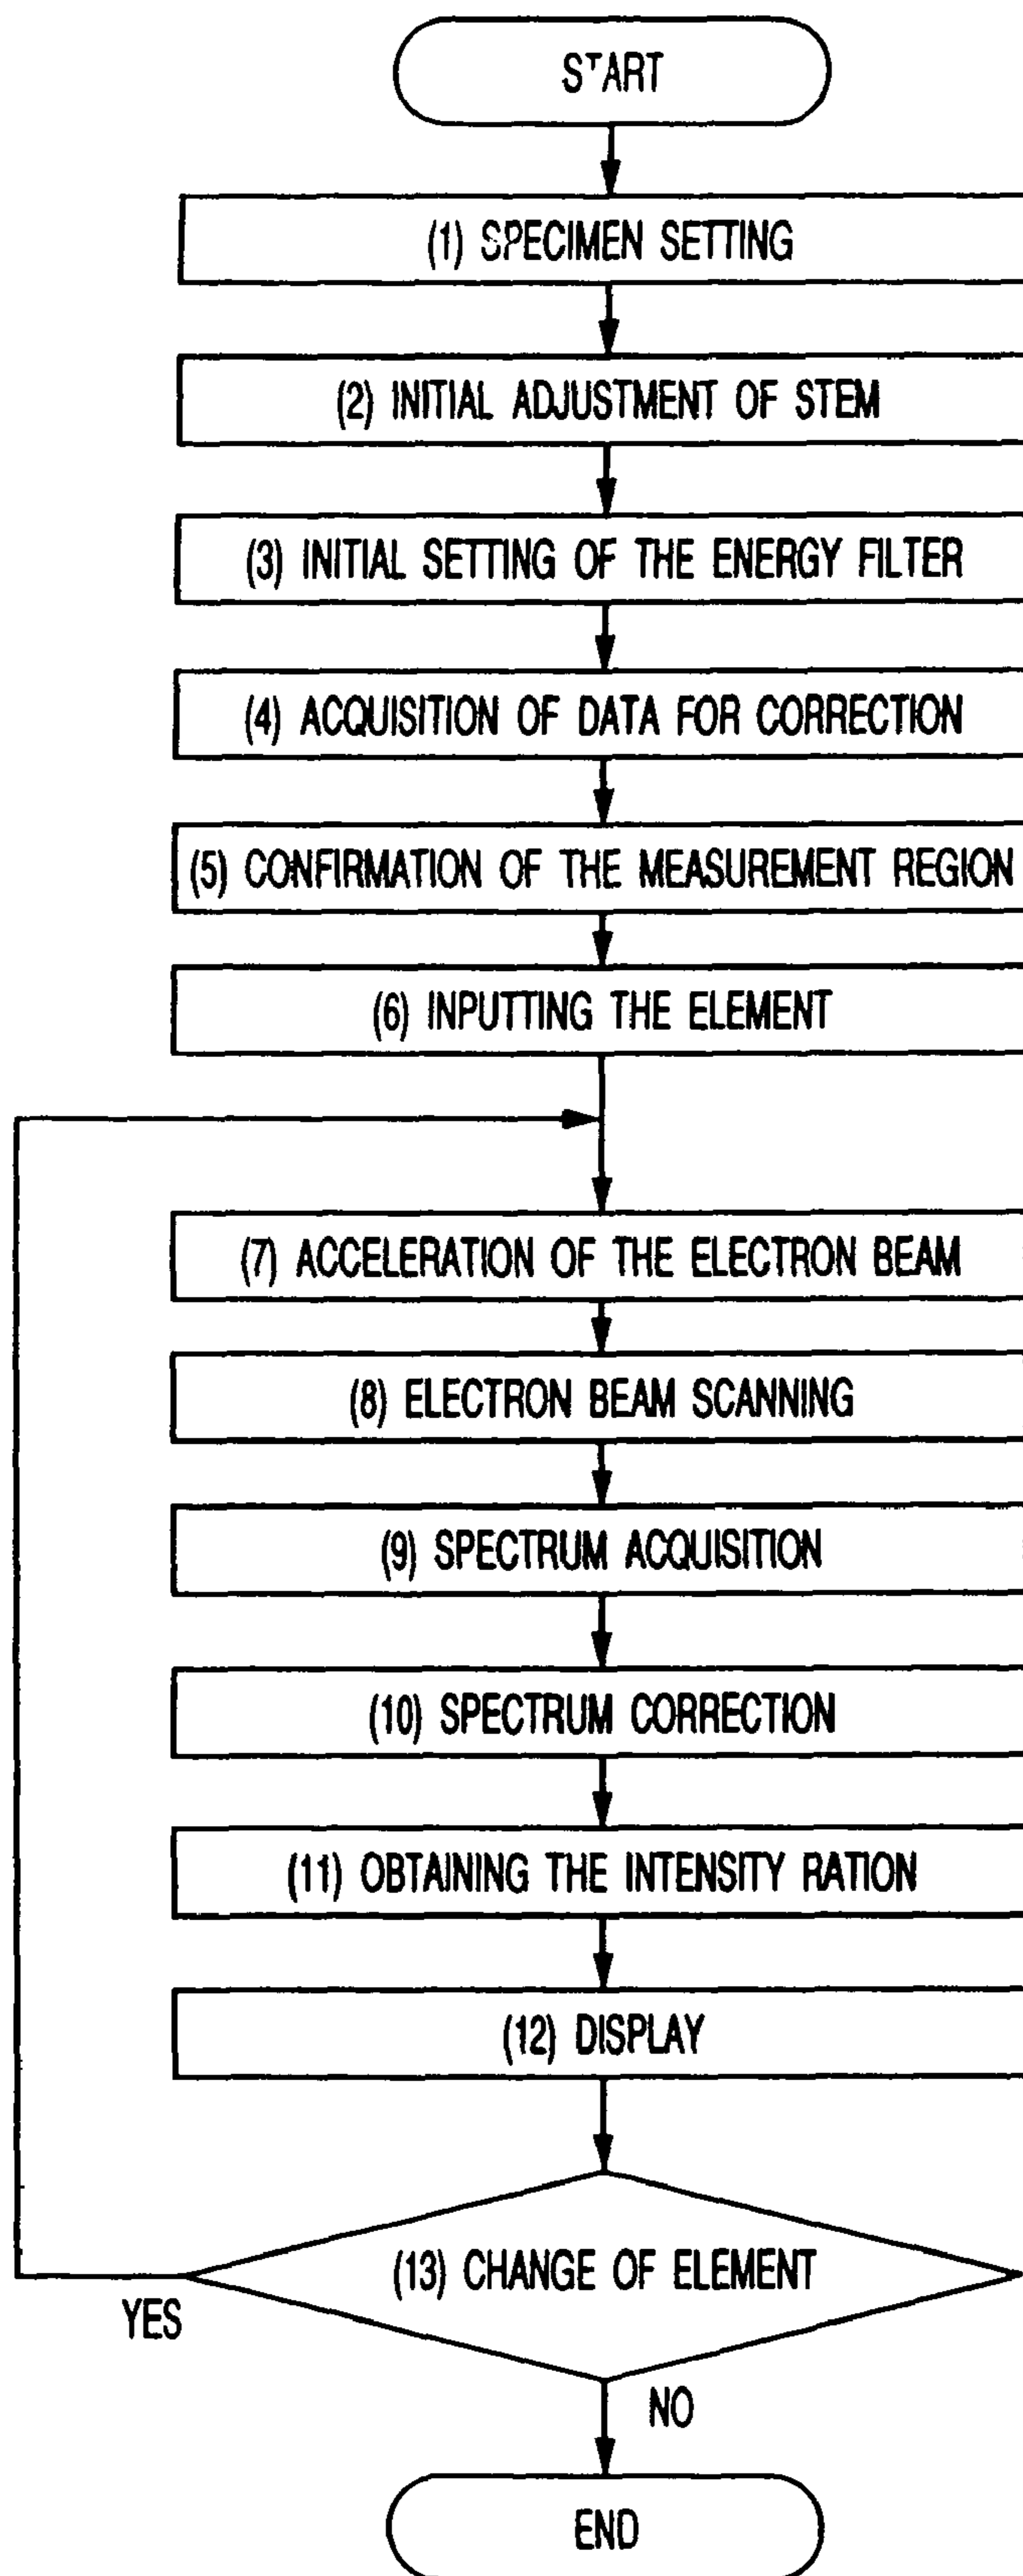 START
(1) SPECIMEN SETTING
(2) INITIAL ADJUSTMENT OF STEM
(3) INITIAL SETTING OF THE ENERGY FILTER
(4) ACQUISITION OF DATA FOR CORRECTION
(5) CONFIRMATION OF THE MEASUREMENT REGION
(6) INPUTTING THE ELEMENT
(7) ACCELERATION OF THE ELECTRON BEAM
(8) ELECTRON BEAM SCANNING
(9) SPECTRUM ACQUISITION
(10) SPECTRUM CORRECTION
(11) OBTAINING THE INTENSITY RATION
(12) DISPLAY
(13) CHANGE OF ELEMENT
YES
NO
END